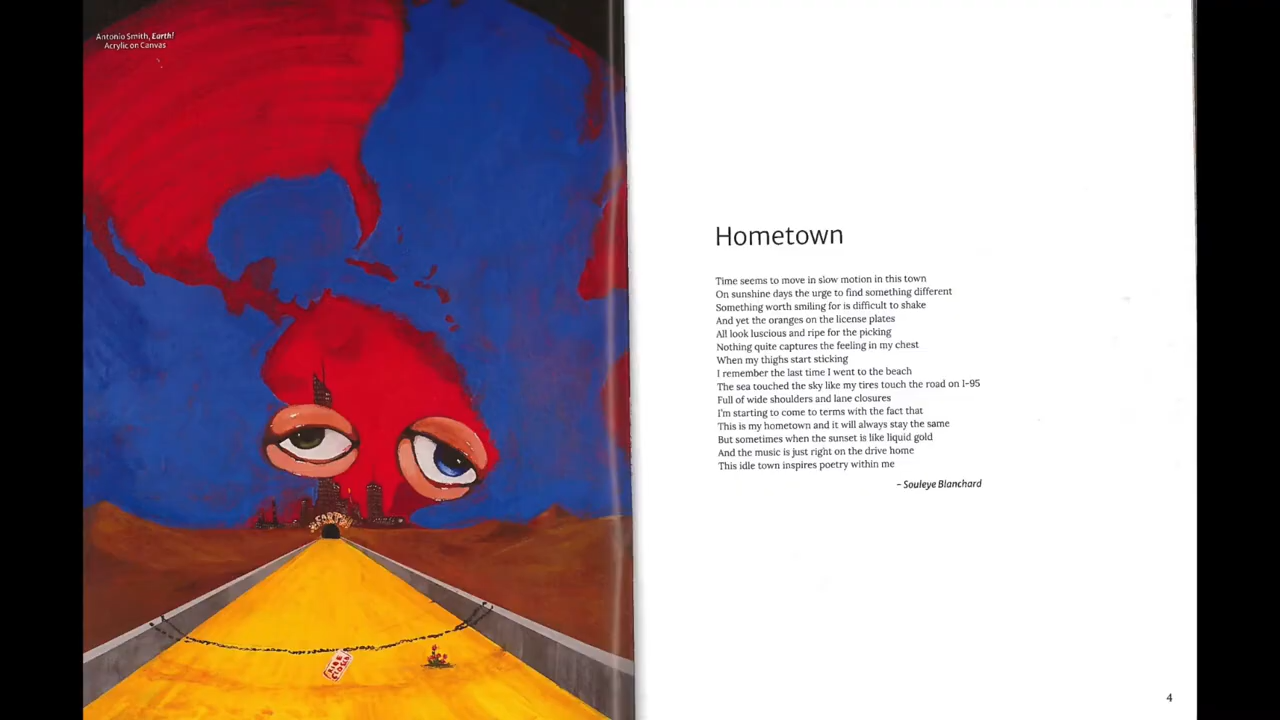 Antonio Smith, Earth!
Acrylic on Canvas
RIDE
CLOSED
Hometown
Time seems to move in slow motion in this town
On sunshine days the urge to find something different
Something worth smiling for is difficult to shake
And yet the oranges on the license plates
All look luscious and ripe for the picking
Nothing quite captures the feeling in my chest
When my thighs start sticking
I remember the last time I went to the beach
The sea touched the sky like my tires touch the road on I-95
Full of wide shoulders and lane closures
I'm starting to come to terms with the fact that
This is my hometown and it will always stay the same
But sometimes when the sunset is like liquid gold
And the music is just right on the drive home
This idle town inspires poetry within me
~ Souleye Blanchard
4